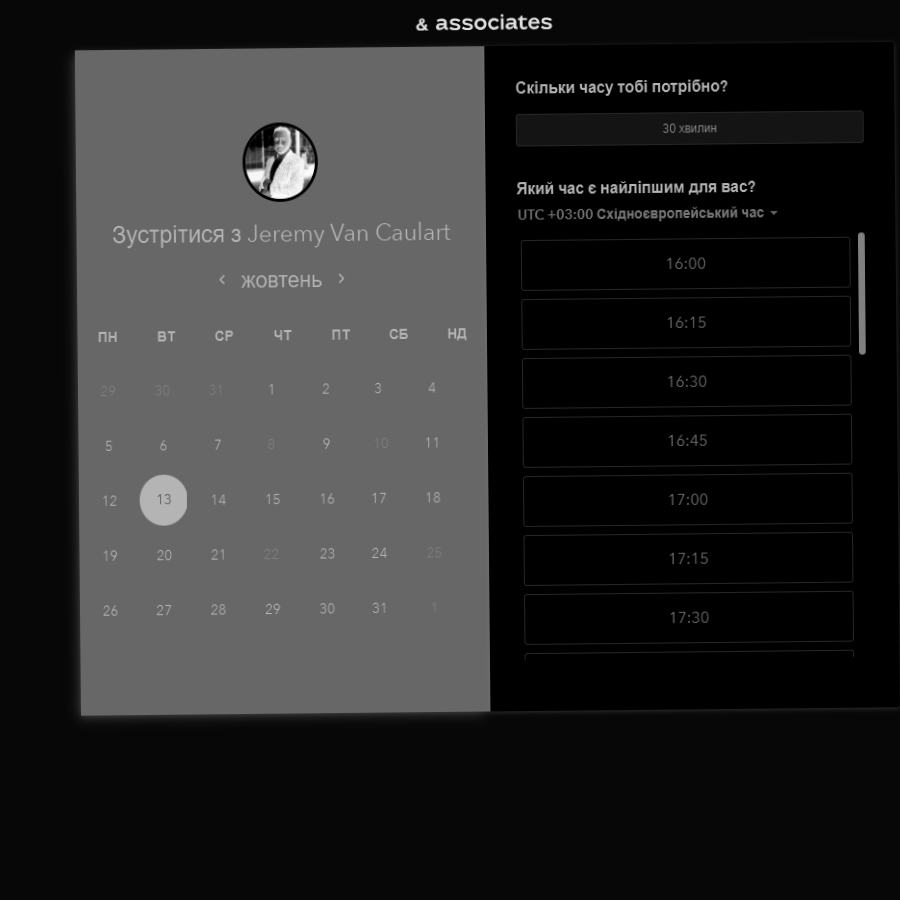 & associates
Зустрітися з Jeremy Van Caulart
жовтень
ПН ВТ СР ЧТ ПТ СБ НД
29 30 31 1 2 3 4
5 6 7 8 9 10 11
12 13 14 15 16 17 18
19 20 21 22 23 24 25
26 27 28 29 30 31 1
Скільки часу тобі потрібно?
30 хвилин
Який час є найліпшим для вас?
UTC +03:00 Східноєвропейський час
16:00
16:15
16:30
16:45
17:00
17:15
17:30